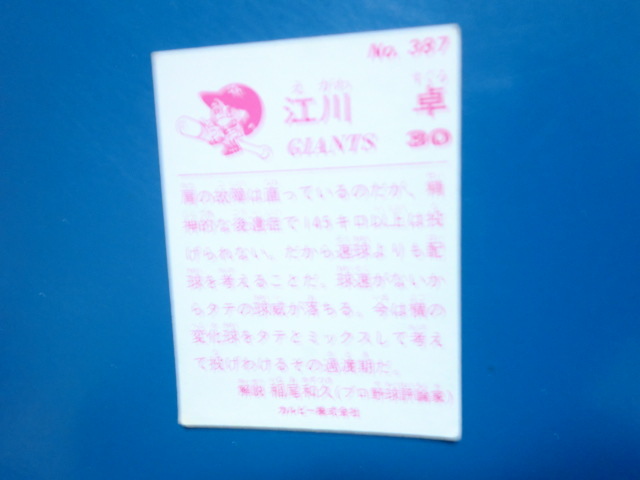 No. 387
えがわ すぐる
江川 卓
GIANTS 30
肩の故障は直っているのだが、精
神的な後遺症で145キロ以上は投
げられない。だから速球よりも配
球を考えることだ。球速がないか
らタテの球威が落ちる。今は横の
変化球をタテとミックスして考え
て投げわけるその過渡期だ。
解説 稲尾和久(プロ野球評論家)
カルビー株式会社